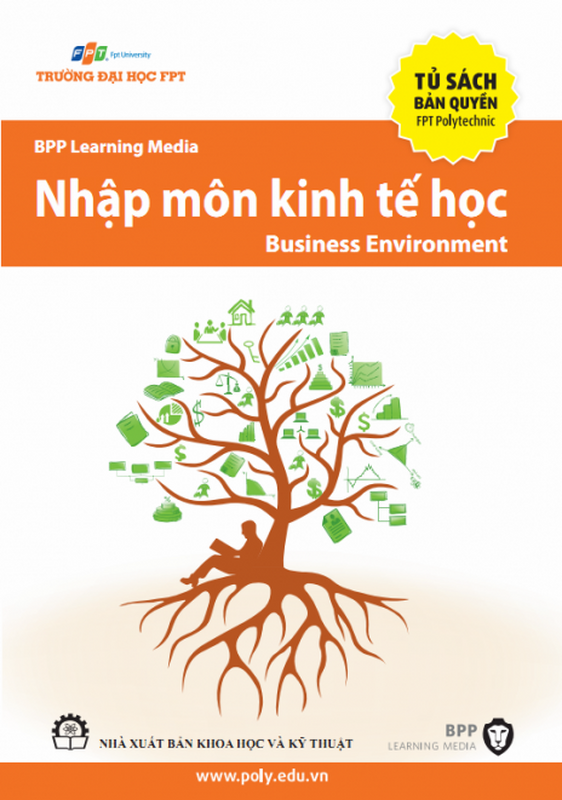 FPT Fpt University
TRƯỜNG ĐẠI HỌC FPT
TỦ SÁCH
BẢN QUYỀN
FPT Polytechnic
BPP Learning Media
Nhập môn kinh tế học
Business Environment
NHÀ XUẤT BẢN KHOA HỌC VÀ KỸ THUẬT
BPP
LEARNING MEDIA
www.poly.edu.vn